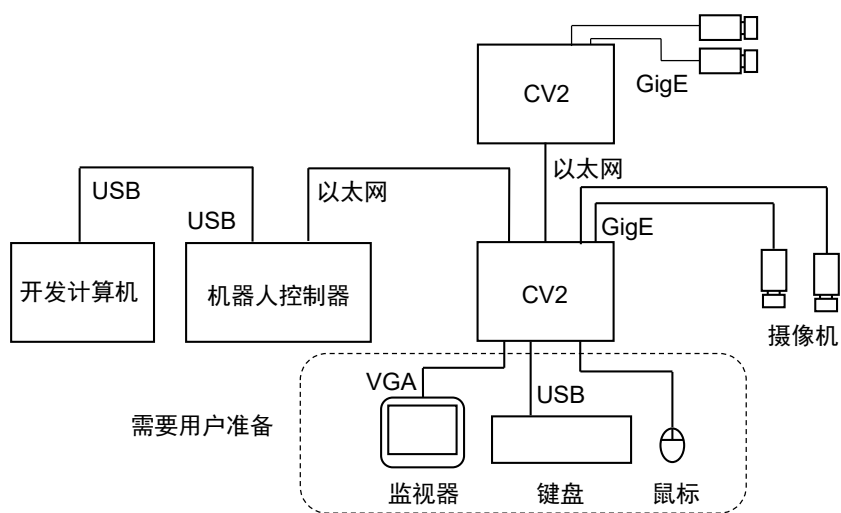 CV2
GigE
以太网
USB
以太网
USB
GigE
开发计算机
机器人控制器
CV2
摄像机
VGA
USB
需要用户准备
监视器
键盘
鼠标